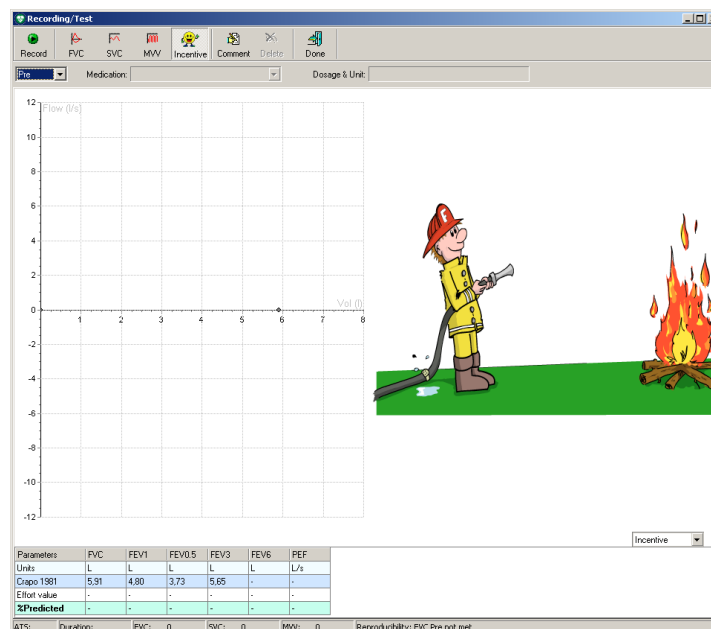 Recording/Test
Record FVC SVC MVV Incentive Comment Delete Done
Pre Medication: Dosage & Unit:
Flow (l/s)
12
10
8
6
4
2
0
Vol (l)
1 2 3 4 5 6 7 8
-2
-4
-6
-8
-10
-12
F
Incentive
Parameters FVC FEV1 FEV0.5 FEV3 FEV6 PEF
Units L L L L L L/s
Crapo 1981 5,91 4,80 3,73 5,65 - -
Effort value - - - - - -
%Predicted - - - - - -
ATS: Duration: FVC: 0 SVC: 0 MVV: 0 Reproducibility: FVC Pre not met